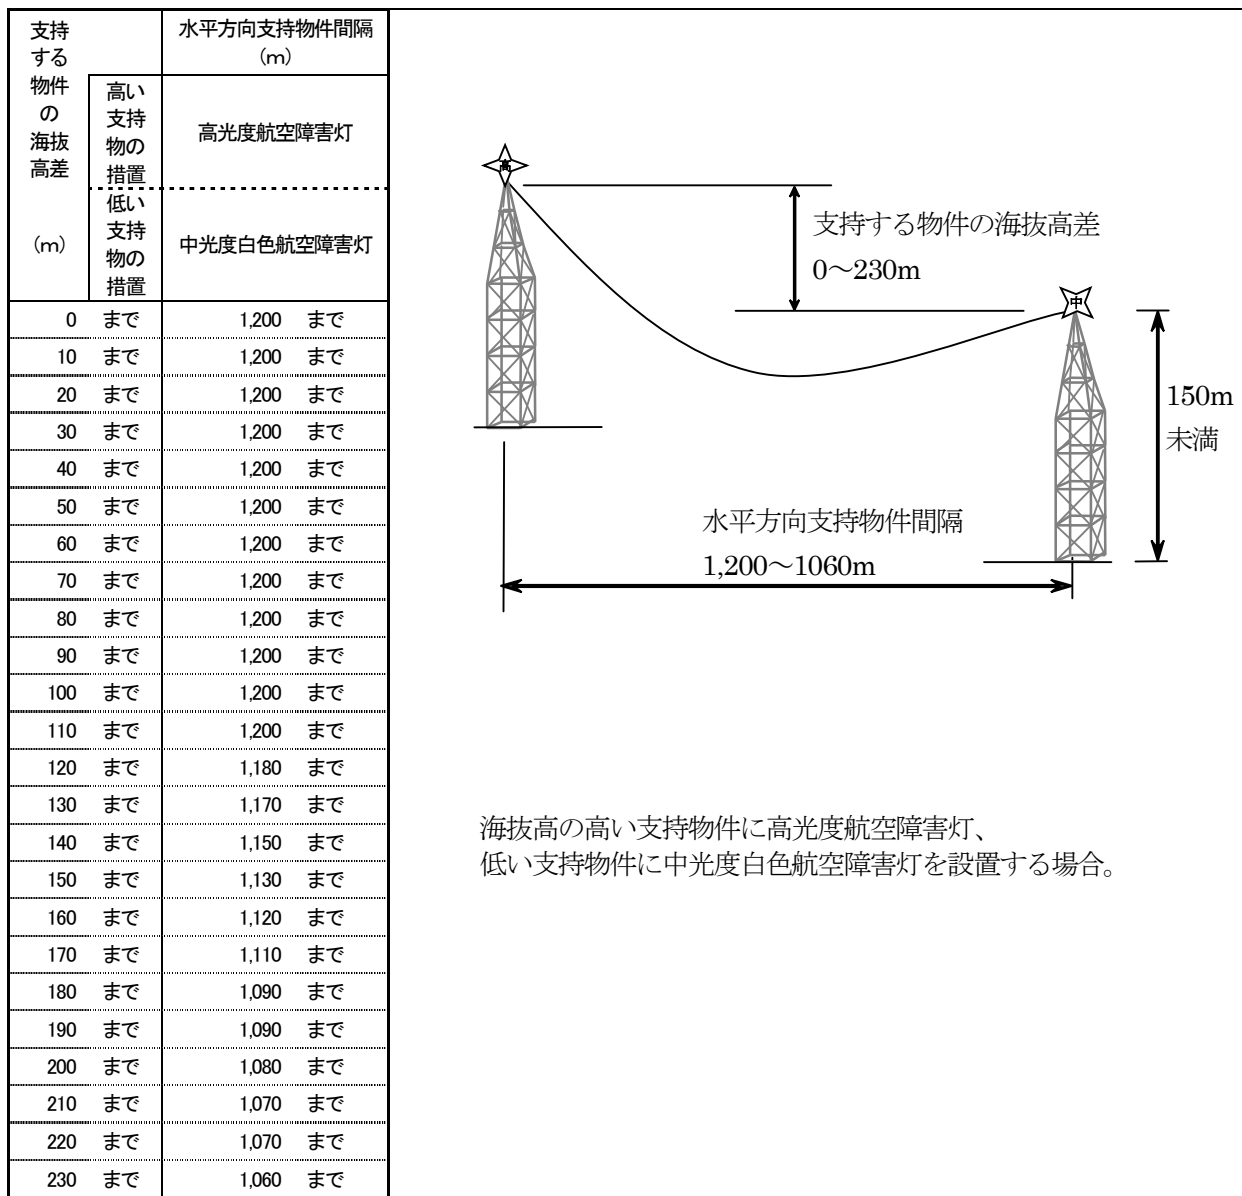 支持
する
物件
の
海抜
高差
(m)
水平方向支持物件間隔
(m)
高い
支持
物の
措置
高光度航空障害灯
低い
支持
物の
措置
中光度白色航空障害灯
0 まで 1,200 まで
10 まで 1,200 まで
20 まで 1,200 まで
30 まで 1,200 まで
40 まで 1,200 まで
50 まで 1,200 まで
60 まで 1,200 まで
70 まで 1,200 まで
80 まで 1,200 まで
90 まで 1,200 まで
100 まで 1,200 まで
110 まで 1,200 まで
120 まで 1,180 まで
130 まで 1,170 まで
140 まで 1,150 まで
150 まで 1,130 まで
160 まで 1,120 まで
170 まで 1,110 まで
180 まで 1,090 まで
190 まで 1,090 まで
200 まで 1,080 まで
210 まで 1,070 まで
220 まで 1,070 まで
230 まで 1,060 まで
高
支持する物件の海抜高差
0～230m
中
150m
未満
水平方向支持物件間隔
1,200～1060m
海抜高の高い支持物件に高光度航空障害灯、
低い支持物件に中光度白色航空障害灯を設置する場合。